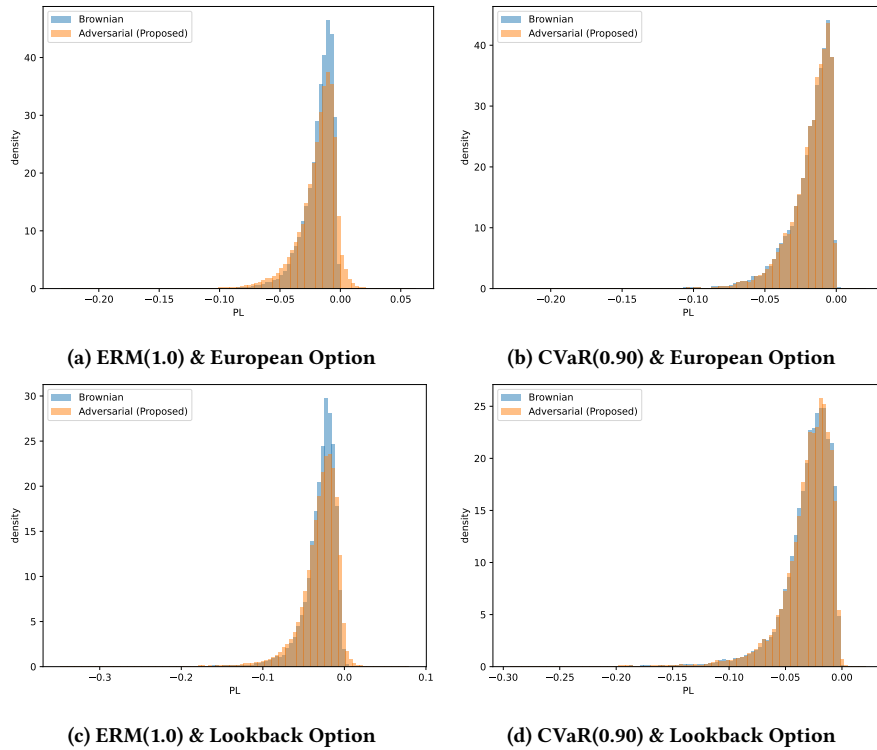 Brownian
Adversarial (Proposed)
density
40
30
20
10
0
−0.20 −0.15 −0.10 −0.05 0.00 0.05
PL
(a) ERM(1.0) & European Option
Brownian
Adversarial (Proposed)
density
40
30
20
10
0
−0.20 −0.15 −0.10 −0.05 0.00
PL
(b) CVaR(0.90) & European Option
Brownian
Adversarial (Proposed)
density
30
25
20
15
10
5
0
−0.3 −0.2 −0.1 0.0 0.1
PL
(c) ERM(1.0) & Lookback Option
Brownian
Adversarial (Proposed)
density
25
20
15
10
5
0
−0.30 −0.25 −0.20 −0.15 −0.10 −0.05 0.00
PL
(d) CVaR(0.90) & Lookback Option